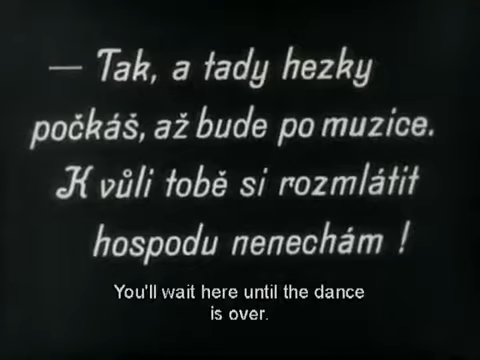 — Tak, a tady hezky
počkáš, až bude po muzice.
K vůli tobě si rozmlátit
hospodu nenechám !
You'll wait here until the dance
is over.